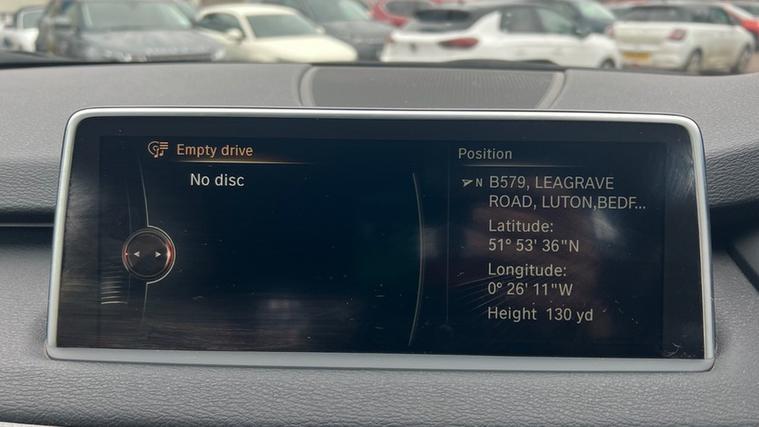 Empty drive
No disc
Position
N B579, LEAGRAVE
ROAD, LUTON,BEDF...
Latitude:
51° 53' 36"N
Longitude:
0° 26' 11"W
Height 130 yd